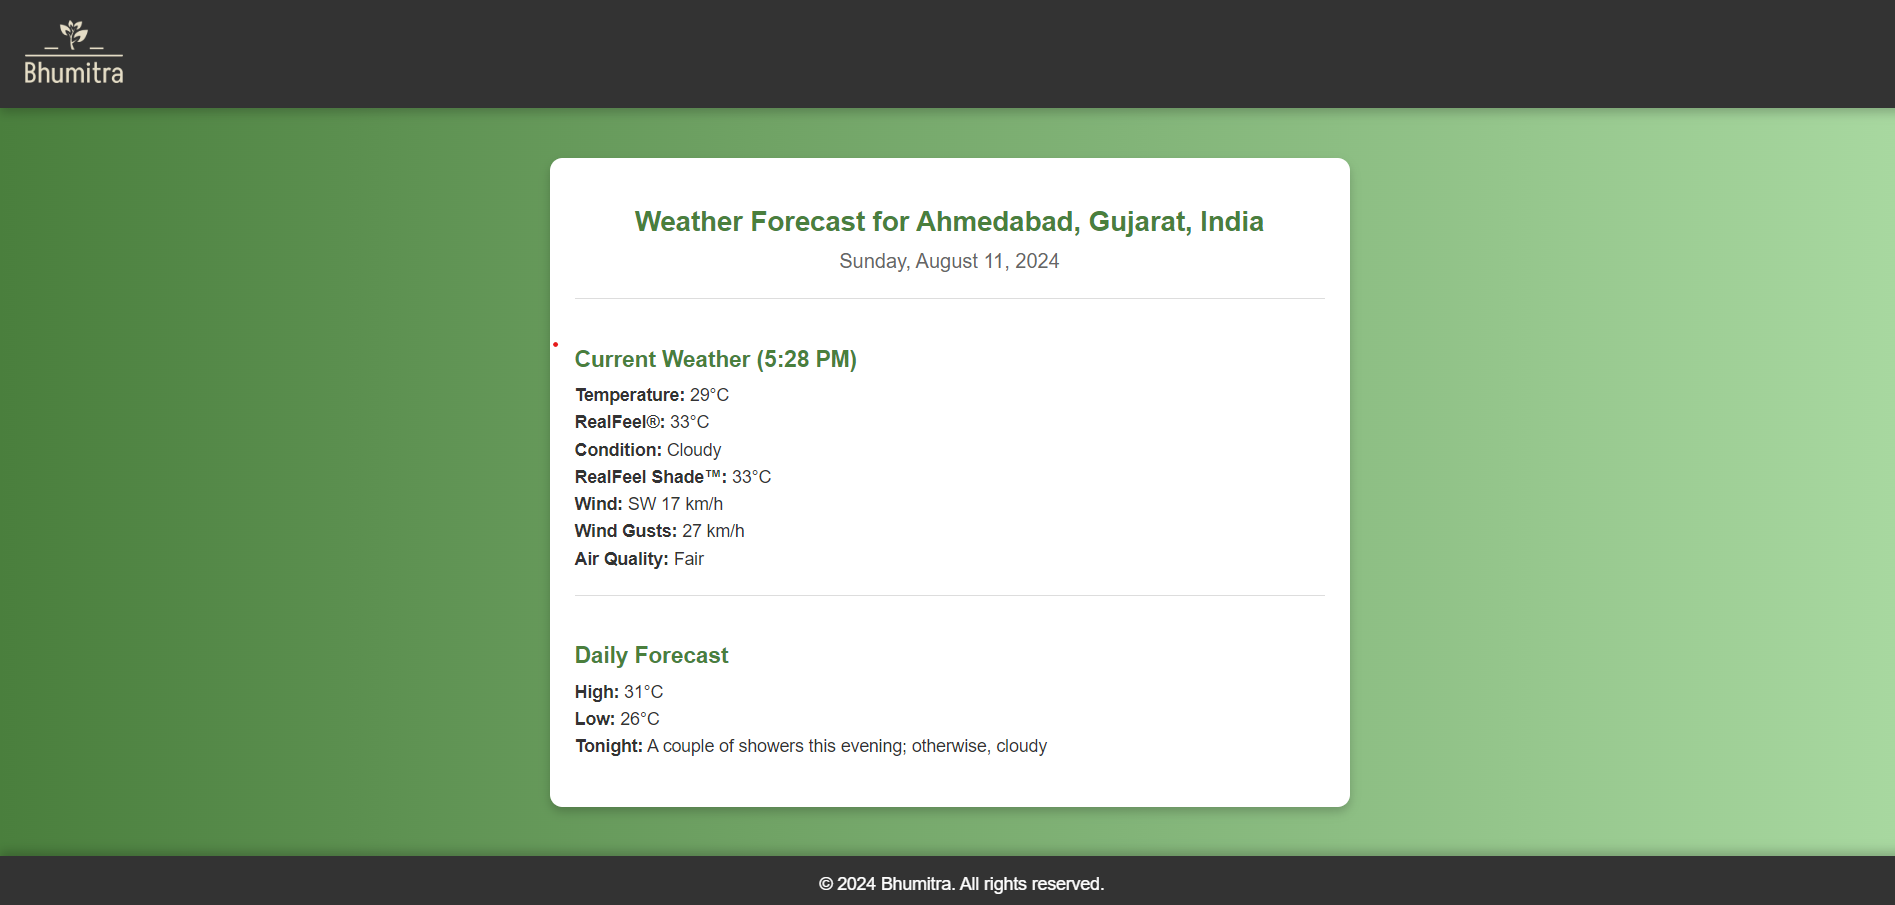 Bhumitra
Weather Forecast for Ahmedabad, Gujarat, India
Sunday, August 11, 2024
Current Weather (5:28 PM)
Temperature: 29°C
RealFeel®: 33°C
Condition: Cloudy
RealFeel Shade™: 33°C
Wind: SW 17 km/h
Wind Gusts: 27 km/h
Air Quality: Fair
Daily Forecast
High: 31°C
Low: 26°C
Tonight: A couple of showers this evening; otherwise, cloudy
© 2024 Bhumitra. All rights reserved.